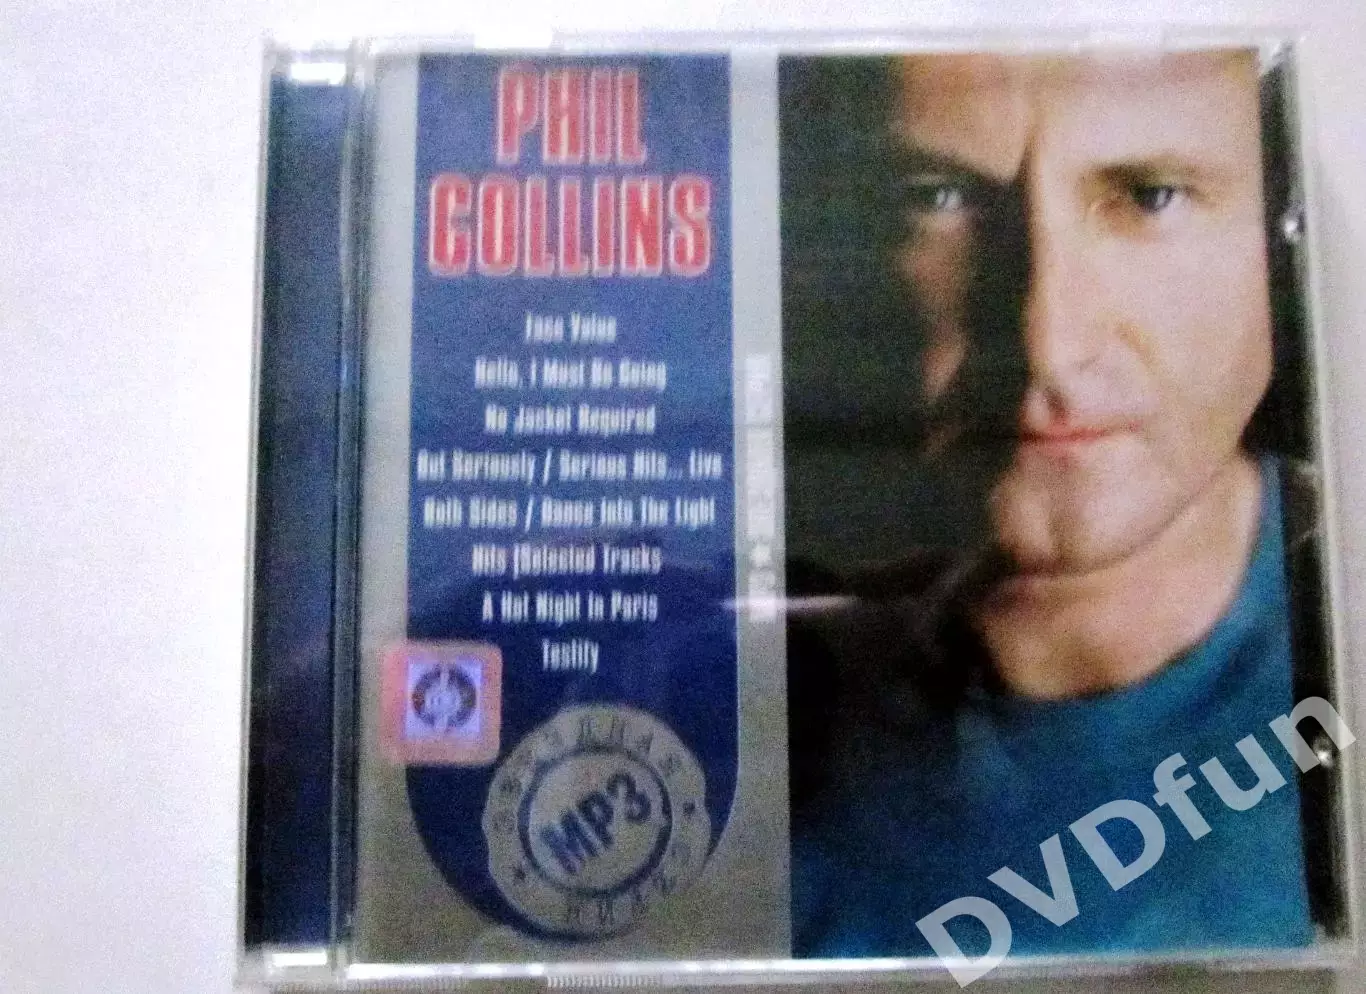 PHIL
COLLINS
Face Value
Hello, I Must Be Going
No Jacket Required
But Seriously / Serious Hits... Live
Both Sides / Dance Into The Light
Hits (Selected Tracks
A Hot Night In Paris
Testify
ЗВЕЗДНАЯ
MP3
DVDfun